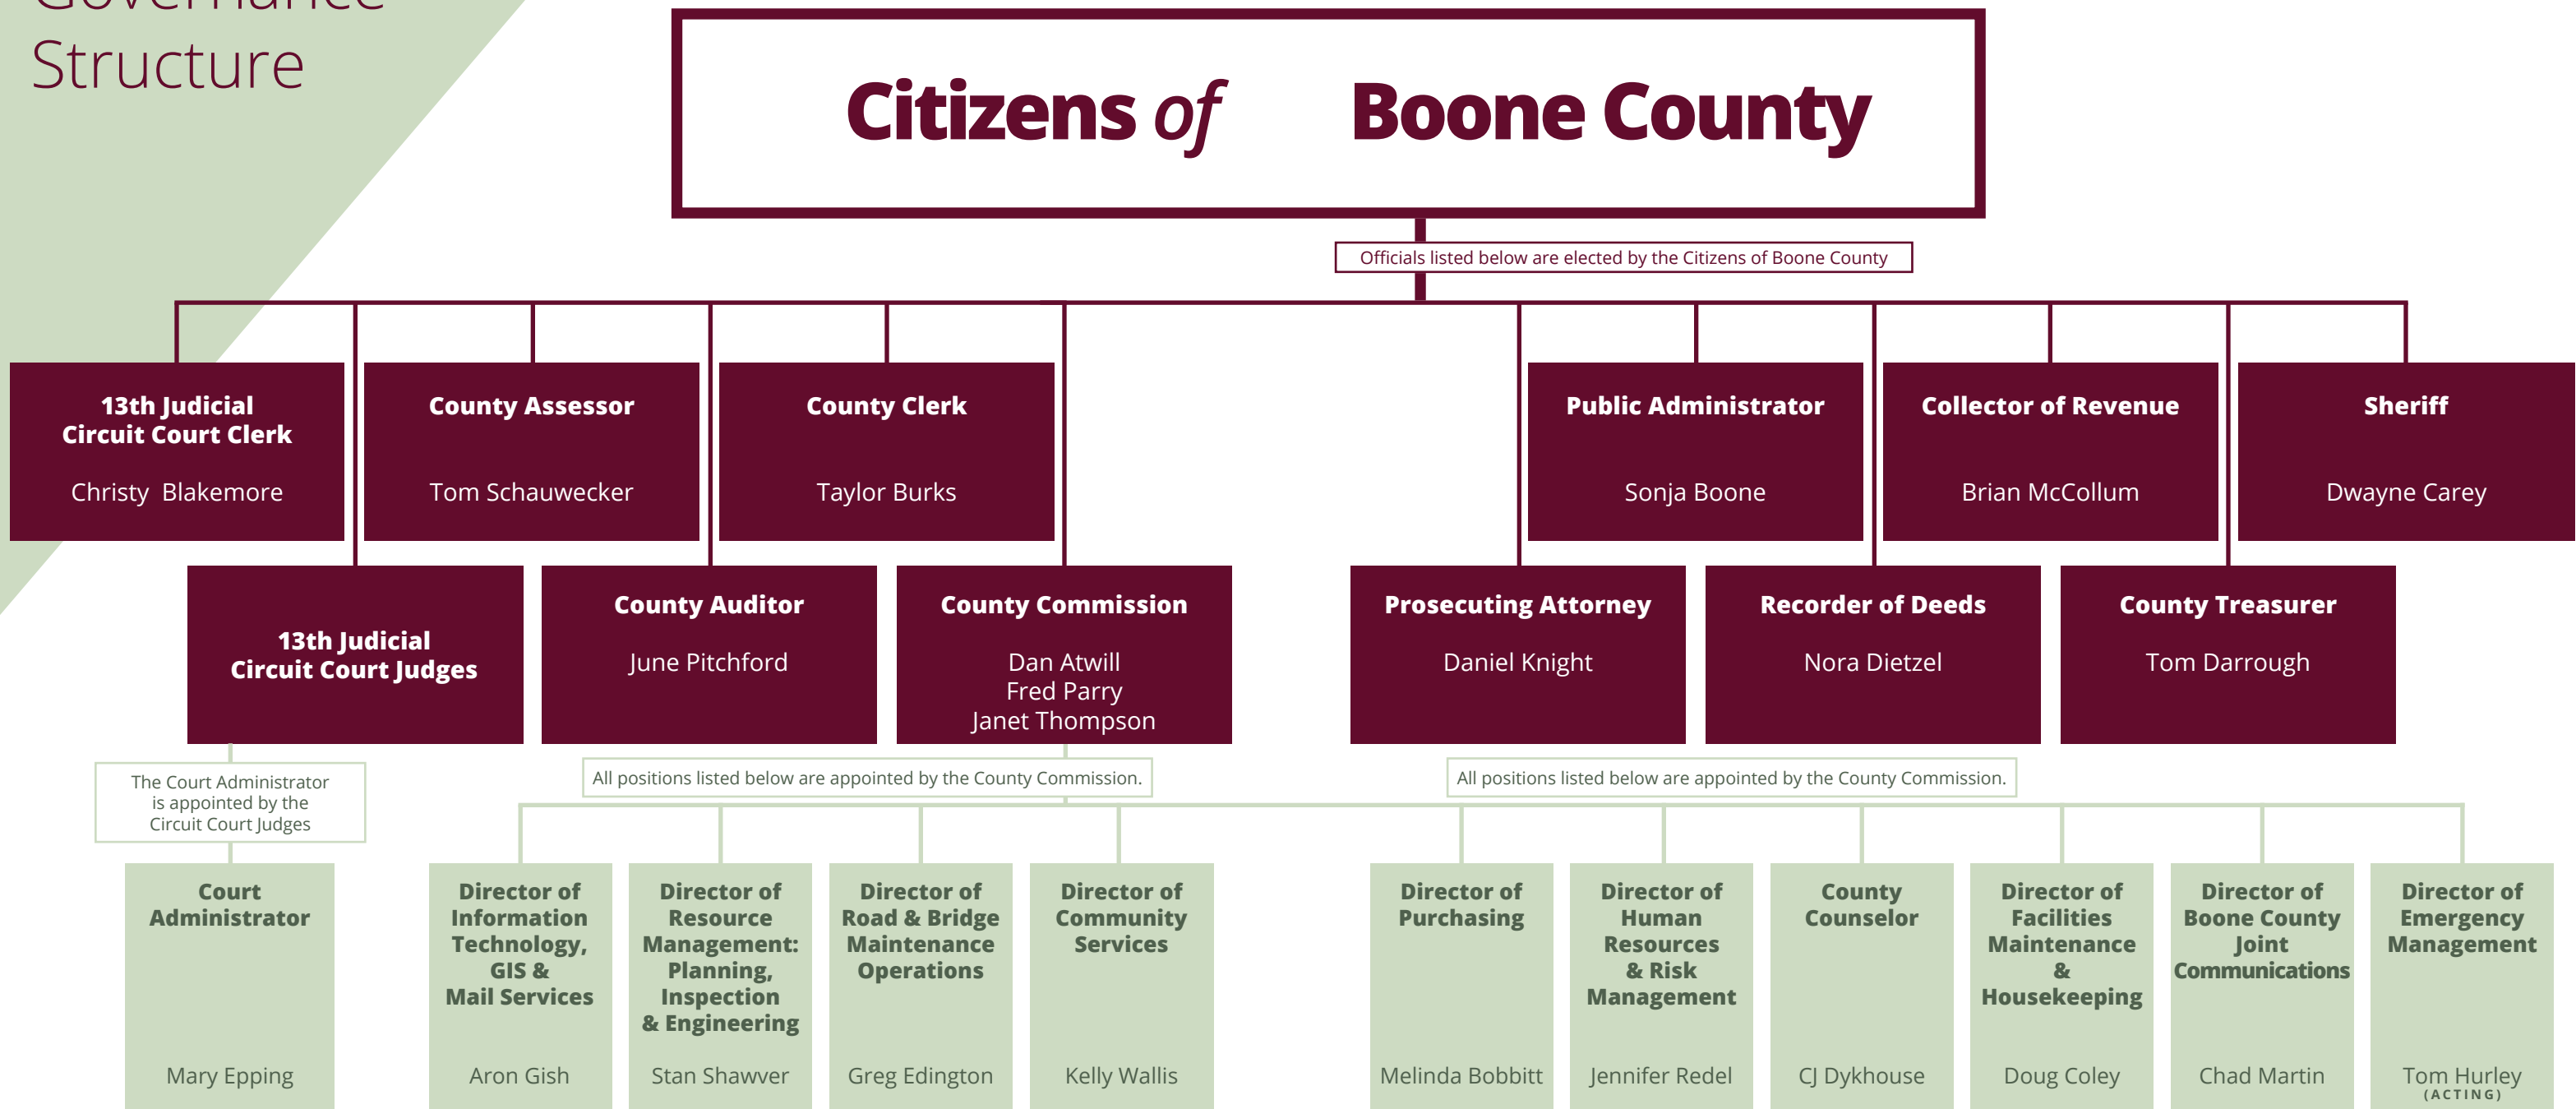 Governance
Structure
Citizens of Boone County
Officials listed below are elected by the Citizens of Boone County
13th Judicial
Circuit Court Clerk
Christy Blakemore
County Assessor
Tom Schauwecker
County Clerk
Taylor Burks
Public Administrator
Sonja Boone
Collector of Revenue
Brian McCollum
Sheriff
Dwayne Carey
13th Judicial
Circuit Court Judges
County Auditor
June Pitchford
County Commission
Dan Atwill
Fred Parry
Janet Thompson
Prosecuting Attorney
Daniel Knight
Recorder of Deeds
Nora Dietzel
County Treasurer
Tom Darrough
The Court Administrator
is appointed by the
Circuit Court Judges
All positions listed below are appointed by the County Commission.
All positions listed below are appointed by the County Commission.
Court
Administrator
Mary Epping
Director of
Information
Technology,
GIS &
Mail Services
Aron Gish
Director of
Resource
Management:
Planning,
Inspection
& Engineering
Stan Shawver
Director of
Road & Bridge
Maintenance
Operations
Greg Edington
Director of
Community
Services
Kelly Wallis
Director of
Purchasing
Melinda Bobbitt
Director of
Human
Resources
& Risk
Management
Jennifer Redel
County
Counselor
CJ Dykhouse
Director of
Facilities
Maintenance
&
Housekeeping
Doug Coley
Director of
Boone County
Joint
Communications
Chad Martin
Director of
Emergency
Management
Tom Hurley
(ACTING)